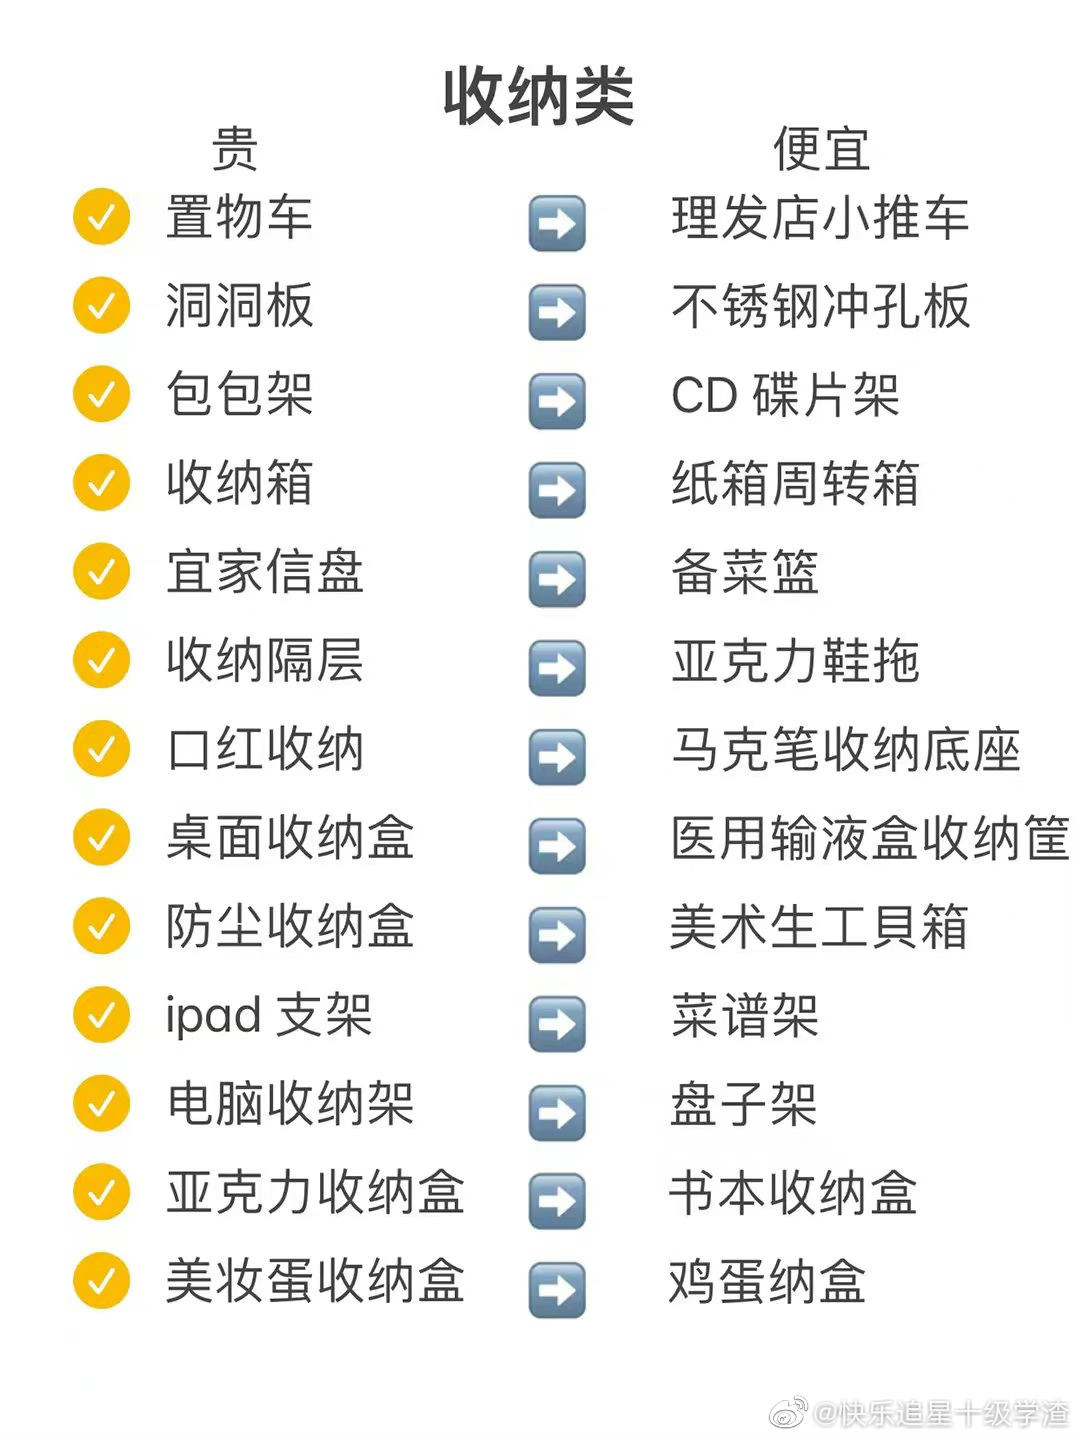 收纳类
贵 便宜
置物车 理发店小推车
洞洞板 不锈钢冲孔板
包包架 CD 碟片架
收纳箱 纸箱周转箱
宜家信盘 备菜篮
收纳隔层 亚克力鞋拖
口红收纳 马克笔收纳底座
桌面收纳盒 医用输液盒收纳筐
防尘收纳盒 美术生工貝箱
ipad 支架 菜谱架
电脑收纳架 盘子架
亚克力收纳盒 书本收纳盒
美妆蛋收纳盒 鸡蛋纳盒
@快乐追星十级学渣